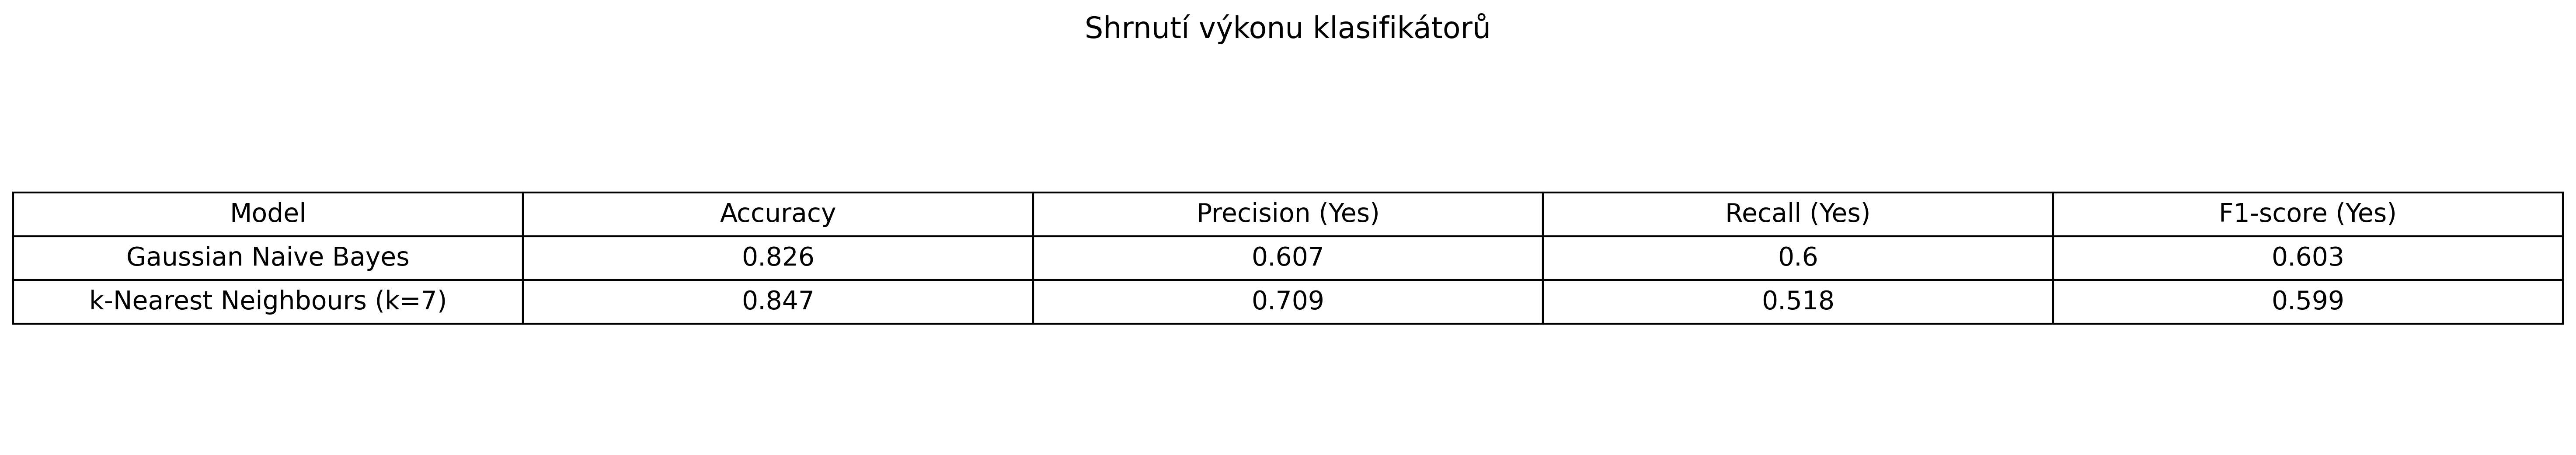 Shrnutí výkonu klasifikátorů
Model Accuracy Precision (Yes) Recall (Yes) F1-score (Yes)
Gaussian Naive Bayes 0.826 0.607 0.6 0.603
k-Nearest Neighbours (k=7) 0.847 0.709 0.518 0.599